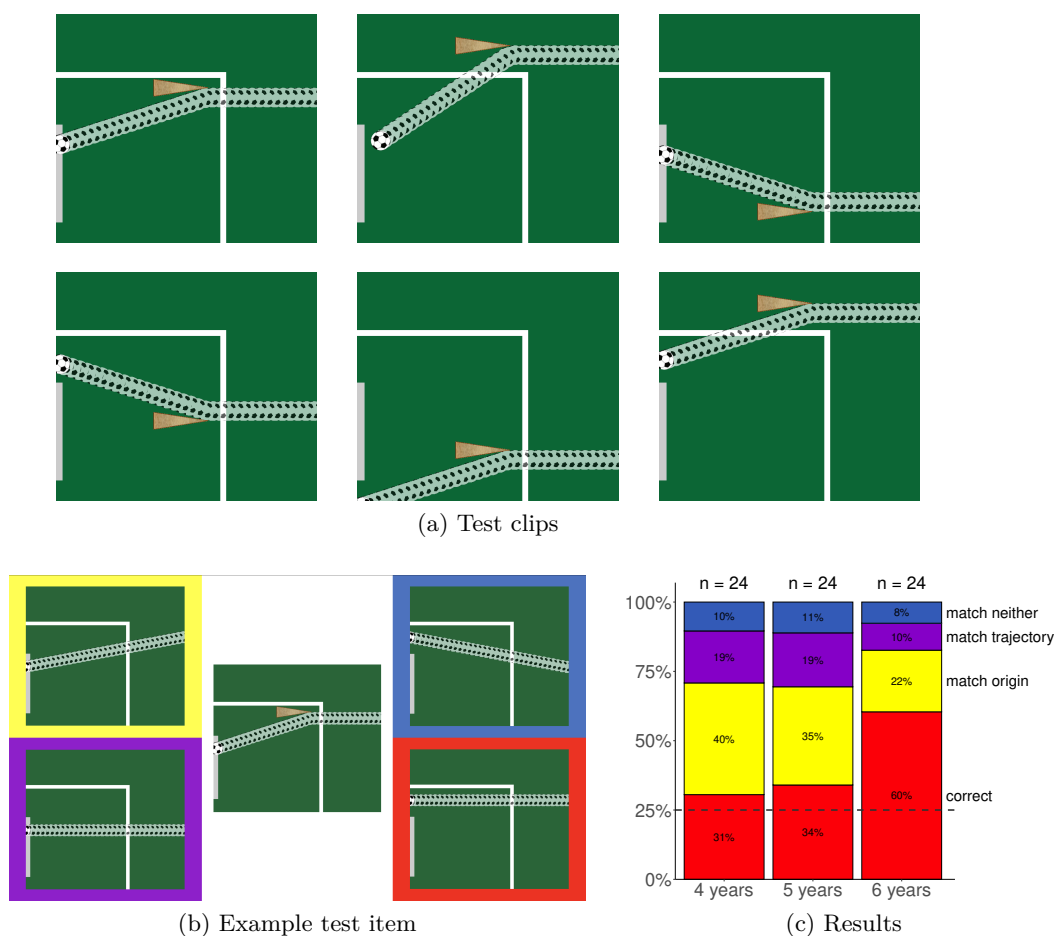 (a) Test clips
(b) Example test item
n = 24 n = 24 n = 24
100%
75%
50%
25%
0%
10% 11% 8% match neither
19% 19% 10% match trajectory
40% 35% 22% match origin
31% 34% 60% correct
4 years 5 years 6 years
(c) Results